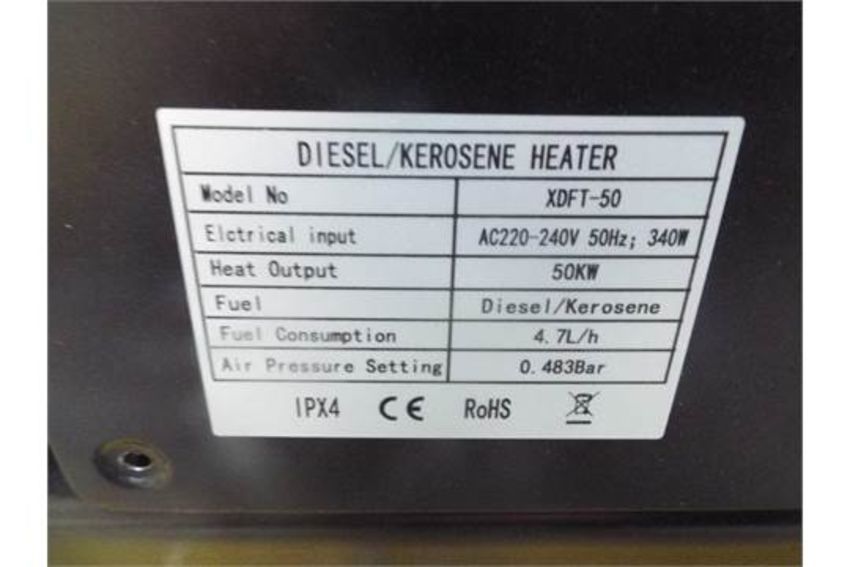 DIESEL/KEROSENE HEATER
Model No XDFT-50
Elctrical input AC220-240V 50Hz; 340W
Heat Output 50KW
Fuel Diesel/Kerosene
Fuel Consumption 4.7L/h
Air Pressure Setting 0.483Bar
IPX4 CE RoHS